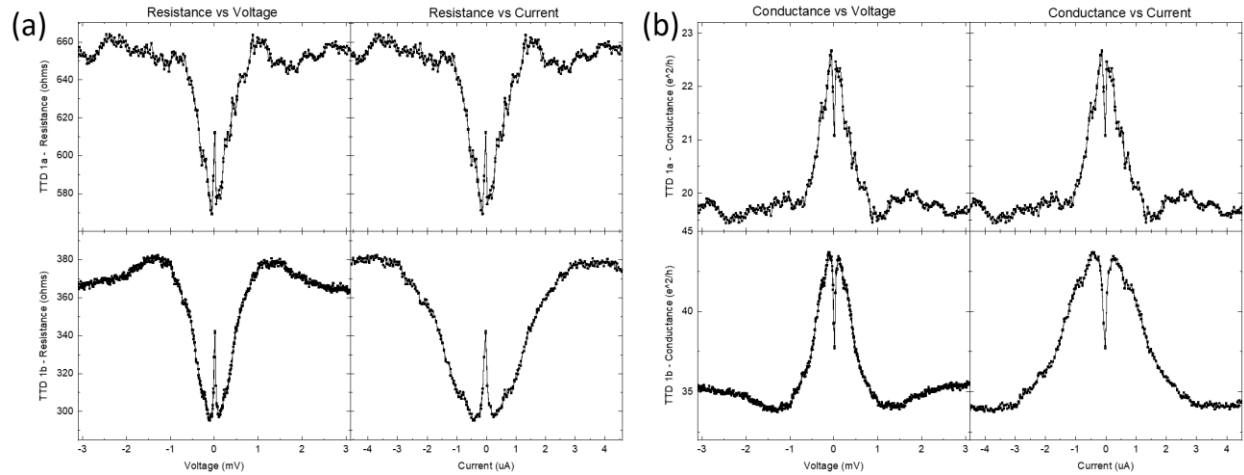 (a)
Resistance vs Voltage
Resistance vs Current
TTD 1a - Resistance (ohms)
660
640
620
600
580
TTD 1b - Resistance (ohms)
380
360
340
320
300
-3 -2 -1 0 1 2 3
Voltage (mV)
-4 -3 -2 -1 0 1 2 3 4
Current (uA)
(b)
Conductance vs Voltage
Conductance vs Current
TTD 1a - Conductance (e^2/h)
23
22
21
20
45
TTD 1b - Conductance (e^2/h)
40
35
-3 -2 -1 0 1 2 3
Voltage (mV)
-4 -3 -2 -1 0 1 2 3 4
Current (uA)